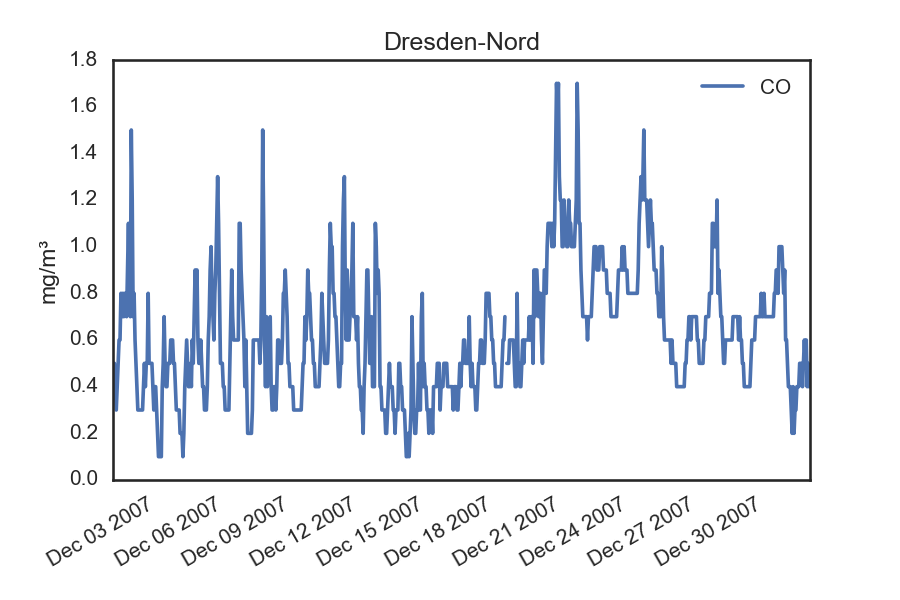 Dresden-Nord
CO
mg/m³
1.8
1.6
1.4
1.2
1.0
0.8
0.6
0.4
0.2
0.0
Dec 03 2007
Dec 06 2007
Dec 09 2007
Dec 12 2007
Dec 15 2007
Dec 18 2007
Dec 21 2007
Dec 24 2007
Dec 27 2007
Dec 30 2007